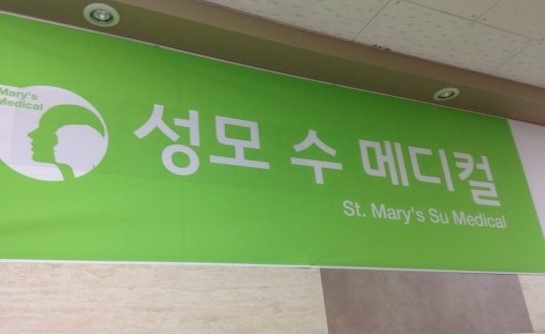 Mary's
Medical
성모 수 메디컬
St. Mary's Su Medical